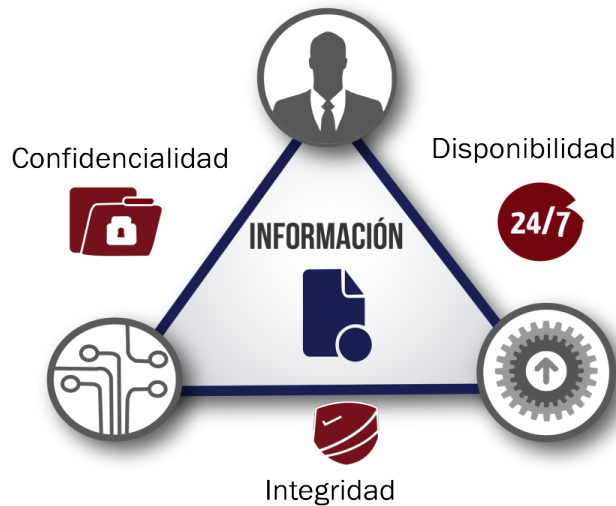 Confidencialidad
Disponibilidad
24/7
INFORMACIÓN
Integridad